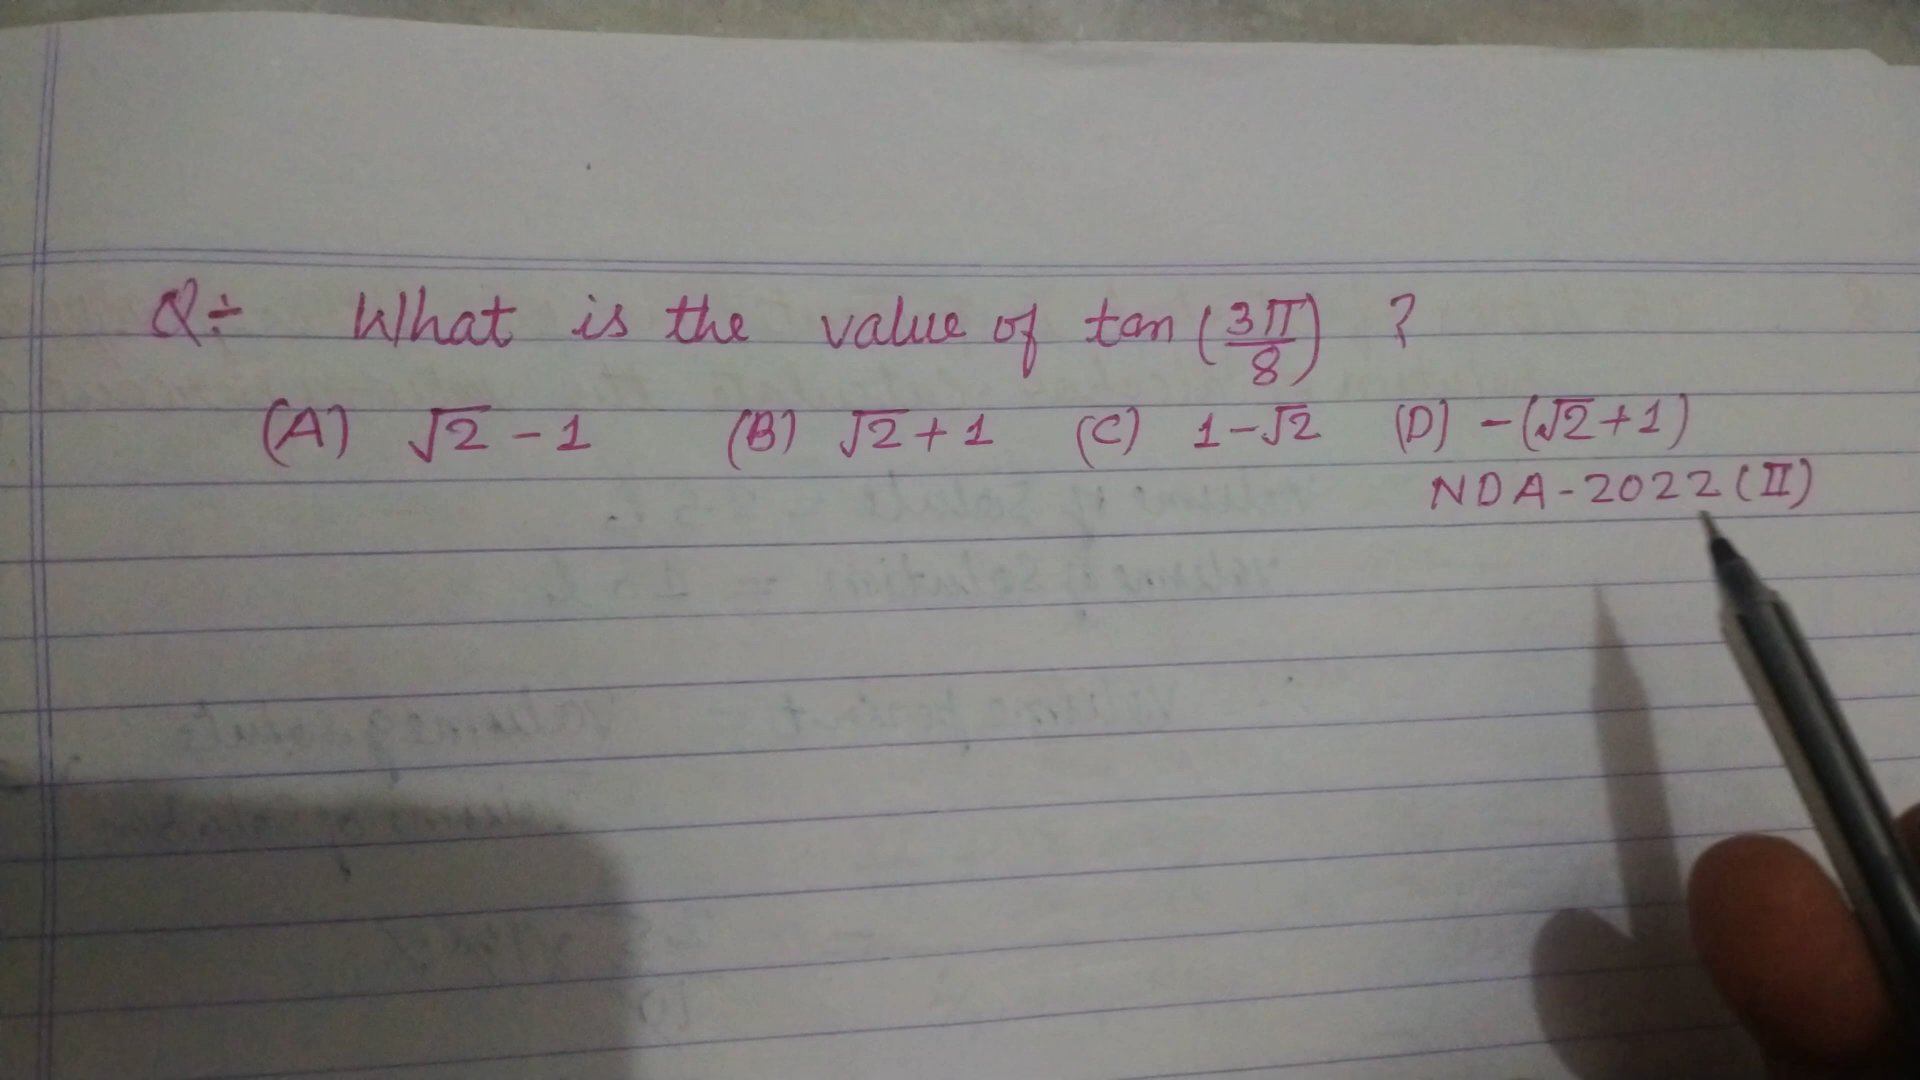 Q÷ What is the value of tan (3π/8) ?
(A) √2 - 1 (B) √2 + 1 (C) 1 - √2 (D) -(√2 + 1)
NDA - 2022 (II)